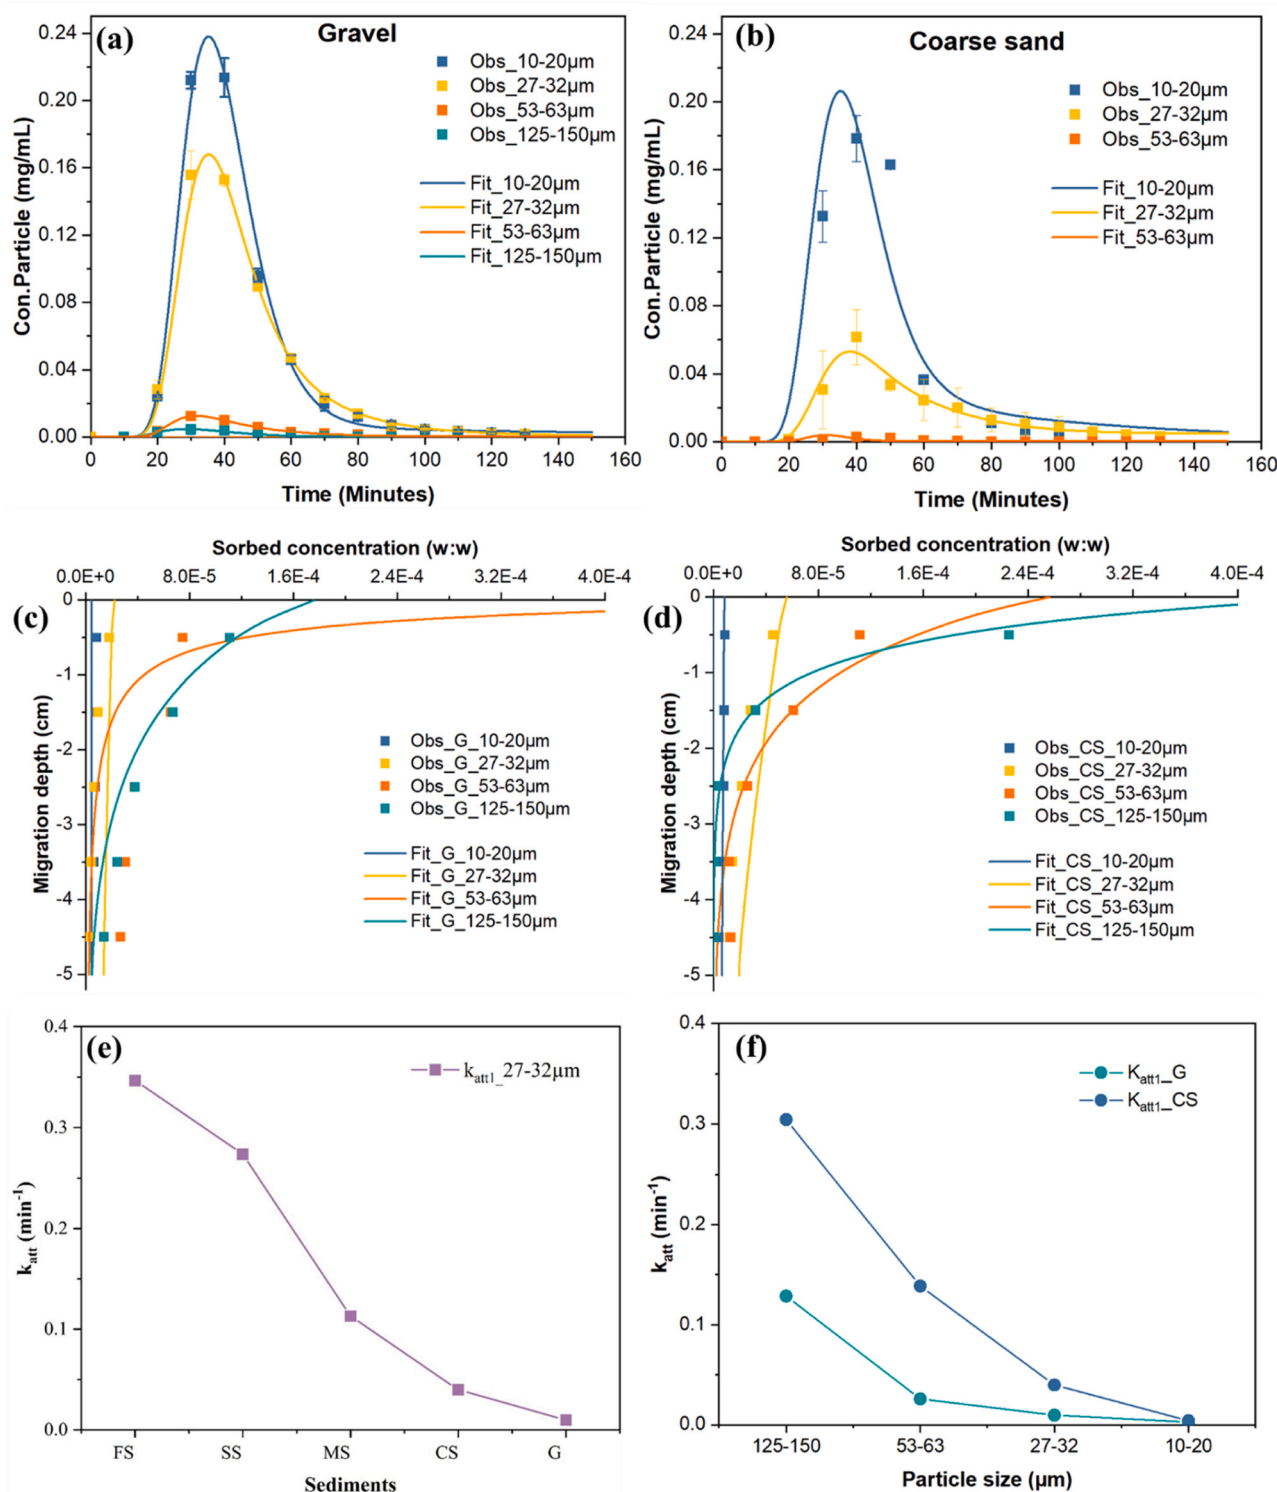 (a)
Gravel
Obs_10-20µm
Obs_27-32µm
Obs_53-63µm
Obs_125-150µm
Fit_10-20µm
Fit_27-32µm
Fit_53-63µm
Fit_125-150µm
0.24
0.20
0.16
0.12
0.08
0.04
0.00
Con.Particle (mg/mL)
0 20 40 60 80 100 120 140 160
Time (Minutes)
(b)
Coarse sand
Obs_10-20µm
Obs_27-32µm
Obs_53-63µm
Fit_10-20µm
Fit_27-32µm
Fit_53-63µm
0.24
0.20
0.16
0.12
0.08
0.04
0.00
Con.Particle (mg/mL)
0 20 40 60 80 100 120 140 160
Time (Minutes)
Sorbed concentration (w:w)
0.0E+0 8.0E-5 1.6E-4 2.4E-4 3.2E-4 4.0E-4
(c)
0
-1
-2
-3
-4
-5
Migration depth (cm)
Obs_G_10-20µm
Obs_G_27-32µm
Obs_G_53-63µm
Obs_G_125-150µm
Fit_G_10-20µm
Fit_G_27-32µm
Fit_G_53-63µm
Fit_G_125-150µm
Sorbed concentration (w:w)
0.0E+0 8.0E-5 1.6E-4 2.4E-4 3.2E-4 4.0E-4
(d)
0
-1
-2
-3
-4
-5
Migration depth (cm)
Obs_CS_10-20µm
Obs_CS_27-32µm
Obs_CS_53-63µm
Obs_CS_125-150µm
Fit_CS_10-20µm
Fit_CS_27-32µm
Fit_CS_53-63µm
Fit_CS_125-150µm
(e)
k_att1_27-32µm
0.4
0.3
0.2
0.1
0.0
k_att (min⁻¹)
FS SS MS CS G
Sediments
(f)
K_att1_G
K_att1_CS
0.4
0.3
0.2
0.1
0.0
k_att (min⁻¹)
125-150 53-63 27-32 10-20
Particle size (µm)